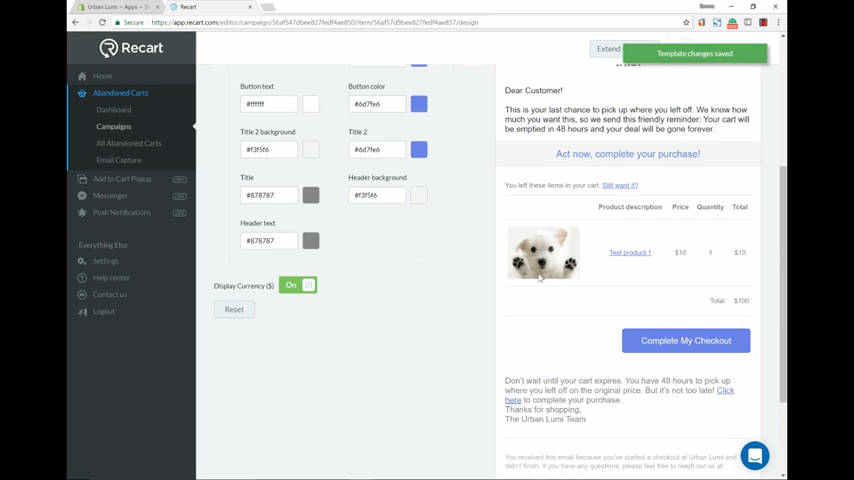 Urban Lumi ~ Apps ~ Sh
Recart
Secure
https://app.recart.com/editor/campaign/56af547dbee827fedf4ae850/item/56af57d9bee827fedf4ae857/design
Recart
Home
Abandoned Carts
Dashboard
Campaigns
All Abandoned Carts
Email Capture
Add to Cart Popup OFF
Messenger OFF
Push Notifications OFF
Everything Else
Settings
Help center
Contact us
Logout
Extend
Template changes saved
Button text
Button color
#ffffff
#6d7fe6
Title 2 background
Title 2
#f3f5f6
#6d7fe6
Title
Header background
#878787
#f3f5f6
Header text
#878787
Display Currency ($)
On
Reset
Dear Customer!
This is your last chance to pick up where you left off. We know how
much you want this, so we send this friendly reminder: Your cart will
be emptied in 48 hours and your deal will be gone forever.
Act now, complete your purchase!
You left these items in your cart. Still want it?
Product description Price Quantity Total
Test product 1 $10 1 $10
Total: $100
Complete My Checkout
Don't wait until your cart expires. You have 48 hours to pick up
where you left off on the original price. But it's not too late! Click
here to complete your purchase.
Thanks for shopping,
The Urban Lumi Team
You received this email because you've started a checkout at Urban Lumi and
didn't finish. If you have any questions, please feel free to reach out us at: